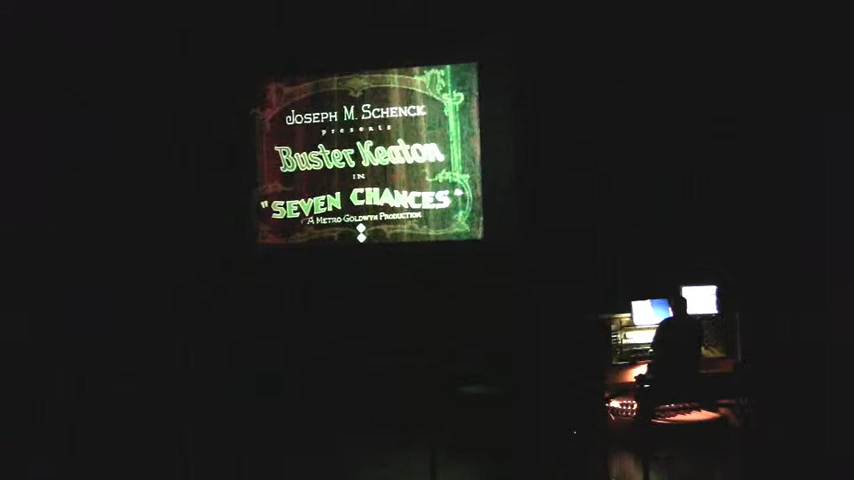 JOSEPH M. SCHENCK
presents
Buster Keaton
IN
"SEVEN CHANCES"
A METRO-GOLDWYN PRODUCTION